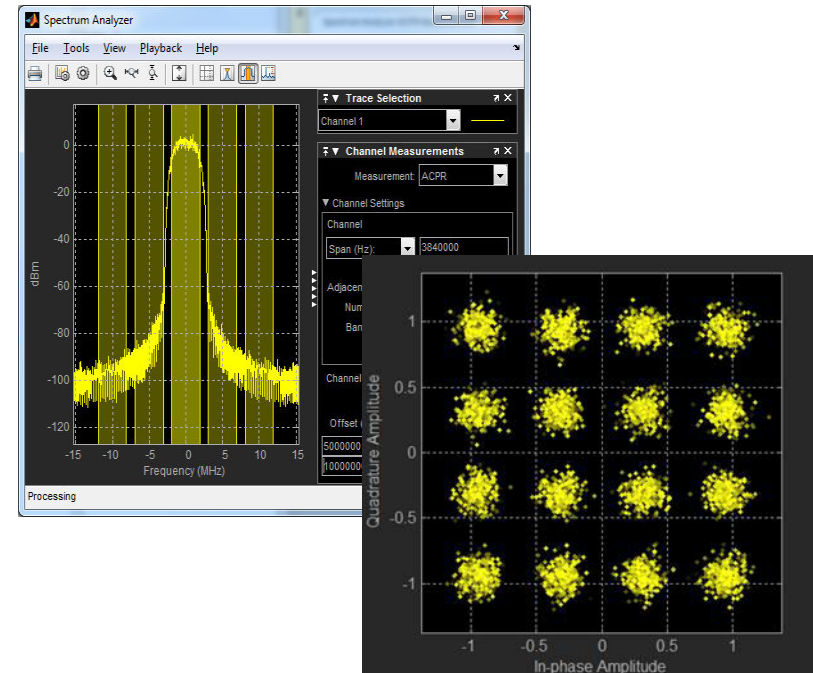 Spectrum Analyzer
File Tools View Playback Help
Trace Selection
Channel 1
Channel Measurements
Measurement: ACPR
Channel Settings
Channel
Span (Hz): 3840000
Adjacen
Num
Ban
Channel
Offset (
5000000
10000000
0
-20
-40
-60
-80
-100
-120
dBm
-15 -10 -5 0 5 10 15
Frequency (MHz)
Processing
1
0.5
0
-0.5
-1
Quadrature Amplitude
-1 -0.5 0 0.5 1
In-phase Amplitude